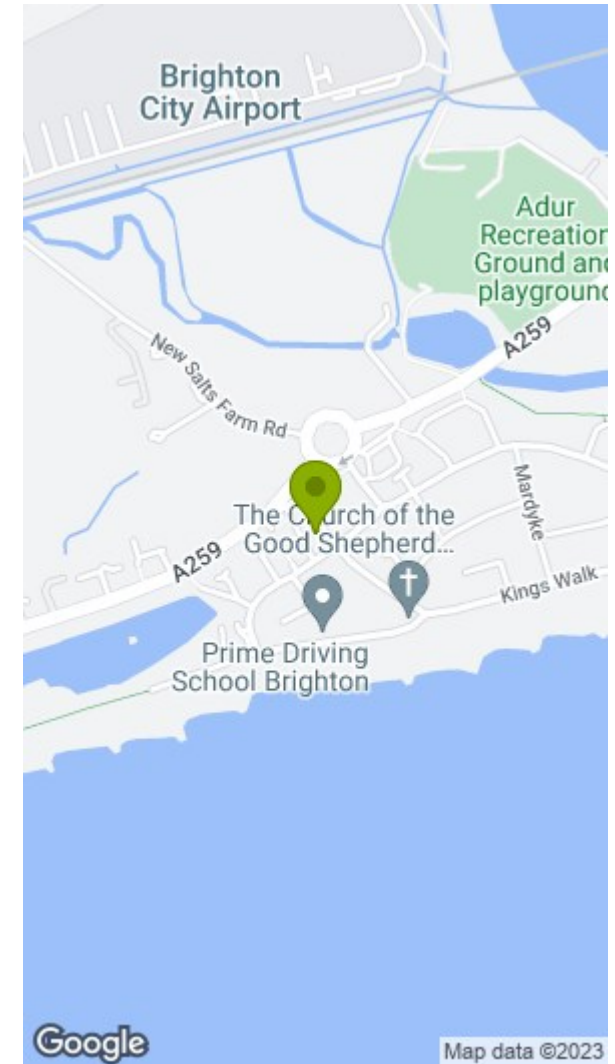 Brighton
City Airport
Adur
Recreation
Ground and
playground
A259
New Salts Farm Rd
Mardyke
The Church of the
Good Shepherd...
A259
Kings Walk
Prime Driving
School Brighton
Google
Map data ©2023